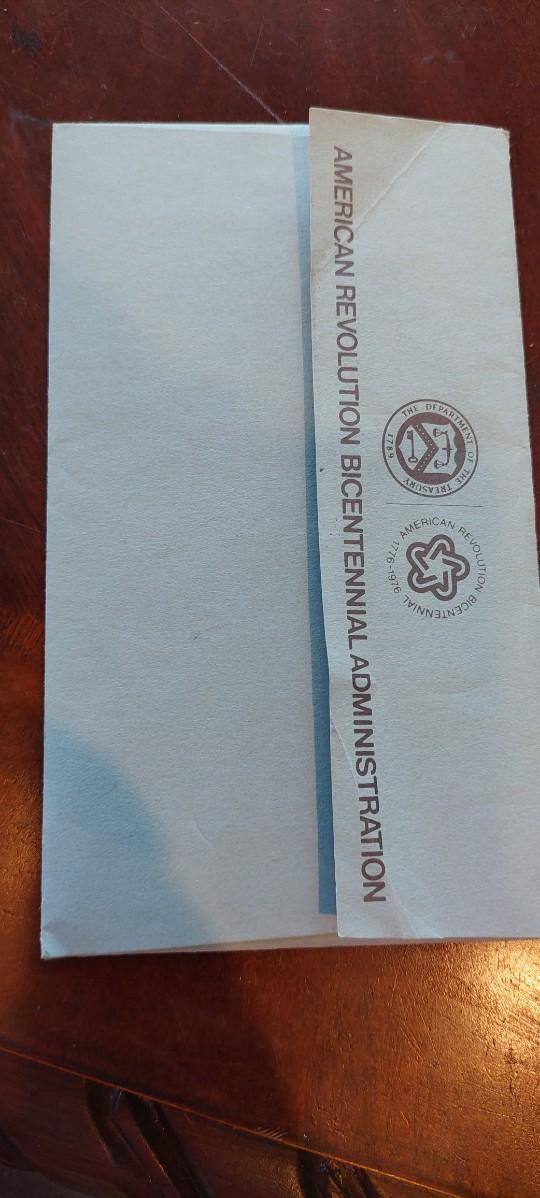 THE DEPARTMENT OF THE TREASURY
1789
AMERICAN REVOLUTION BICENTENNIAL
1776-1976
AMERICAN REVOLUTION BICENTENNIAL ADMINISTRATION